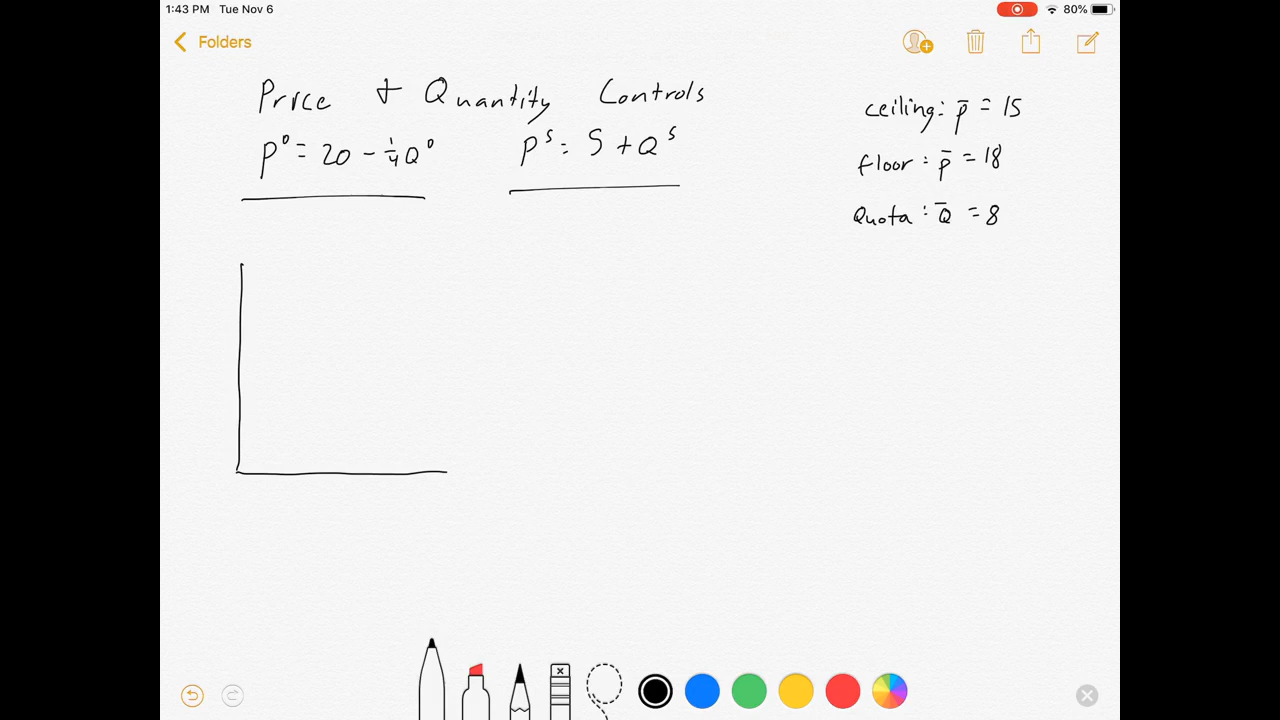 1:43 PM Tue Nov 6
80%
Folders
Price + Quantity Controls
P^D = 20 - 1/4 Q^D
P^S = 5 + Q^S
ceiling: p̄ = 15
floor: p̄ = 18
Quota: Q̄ = 8